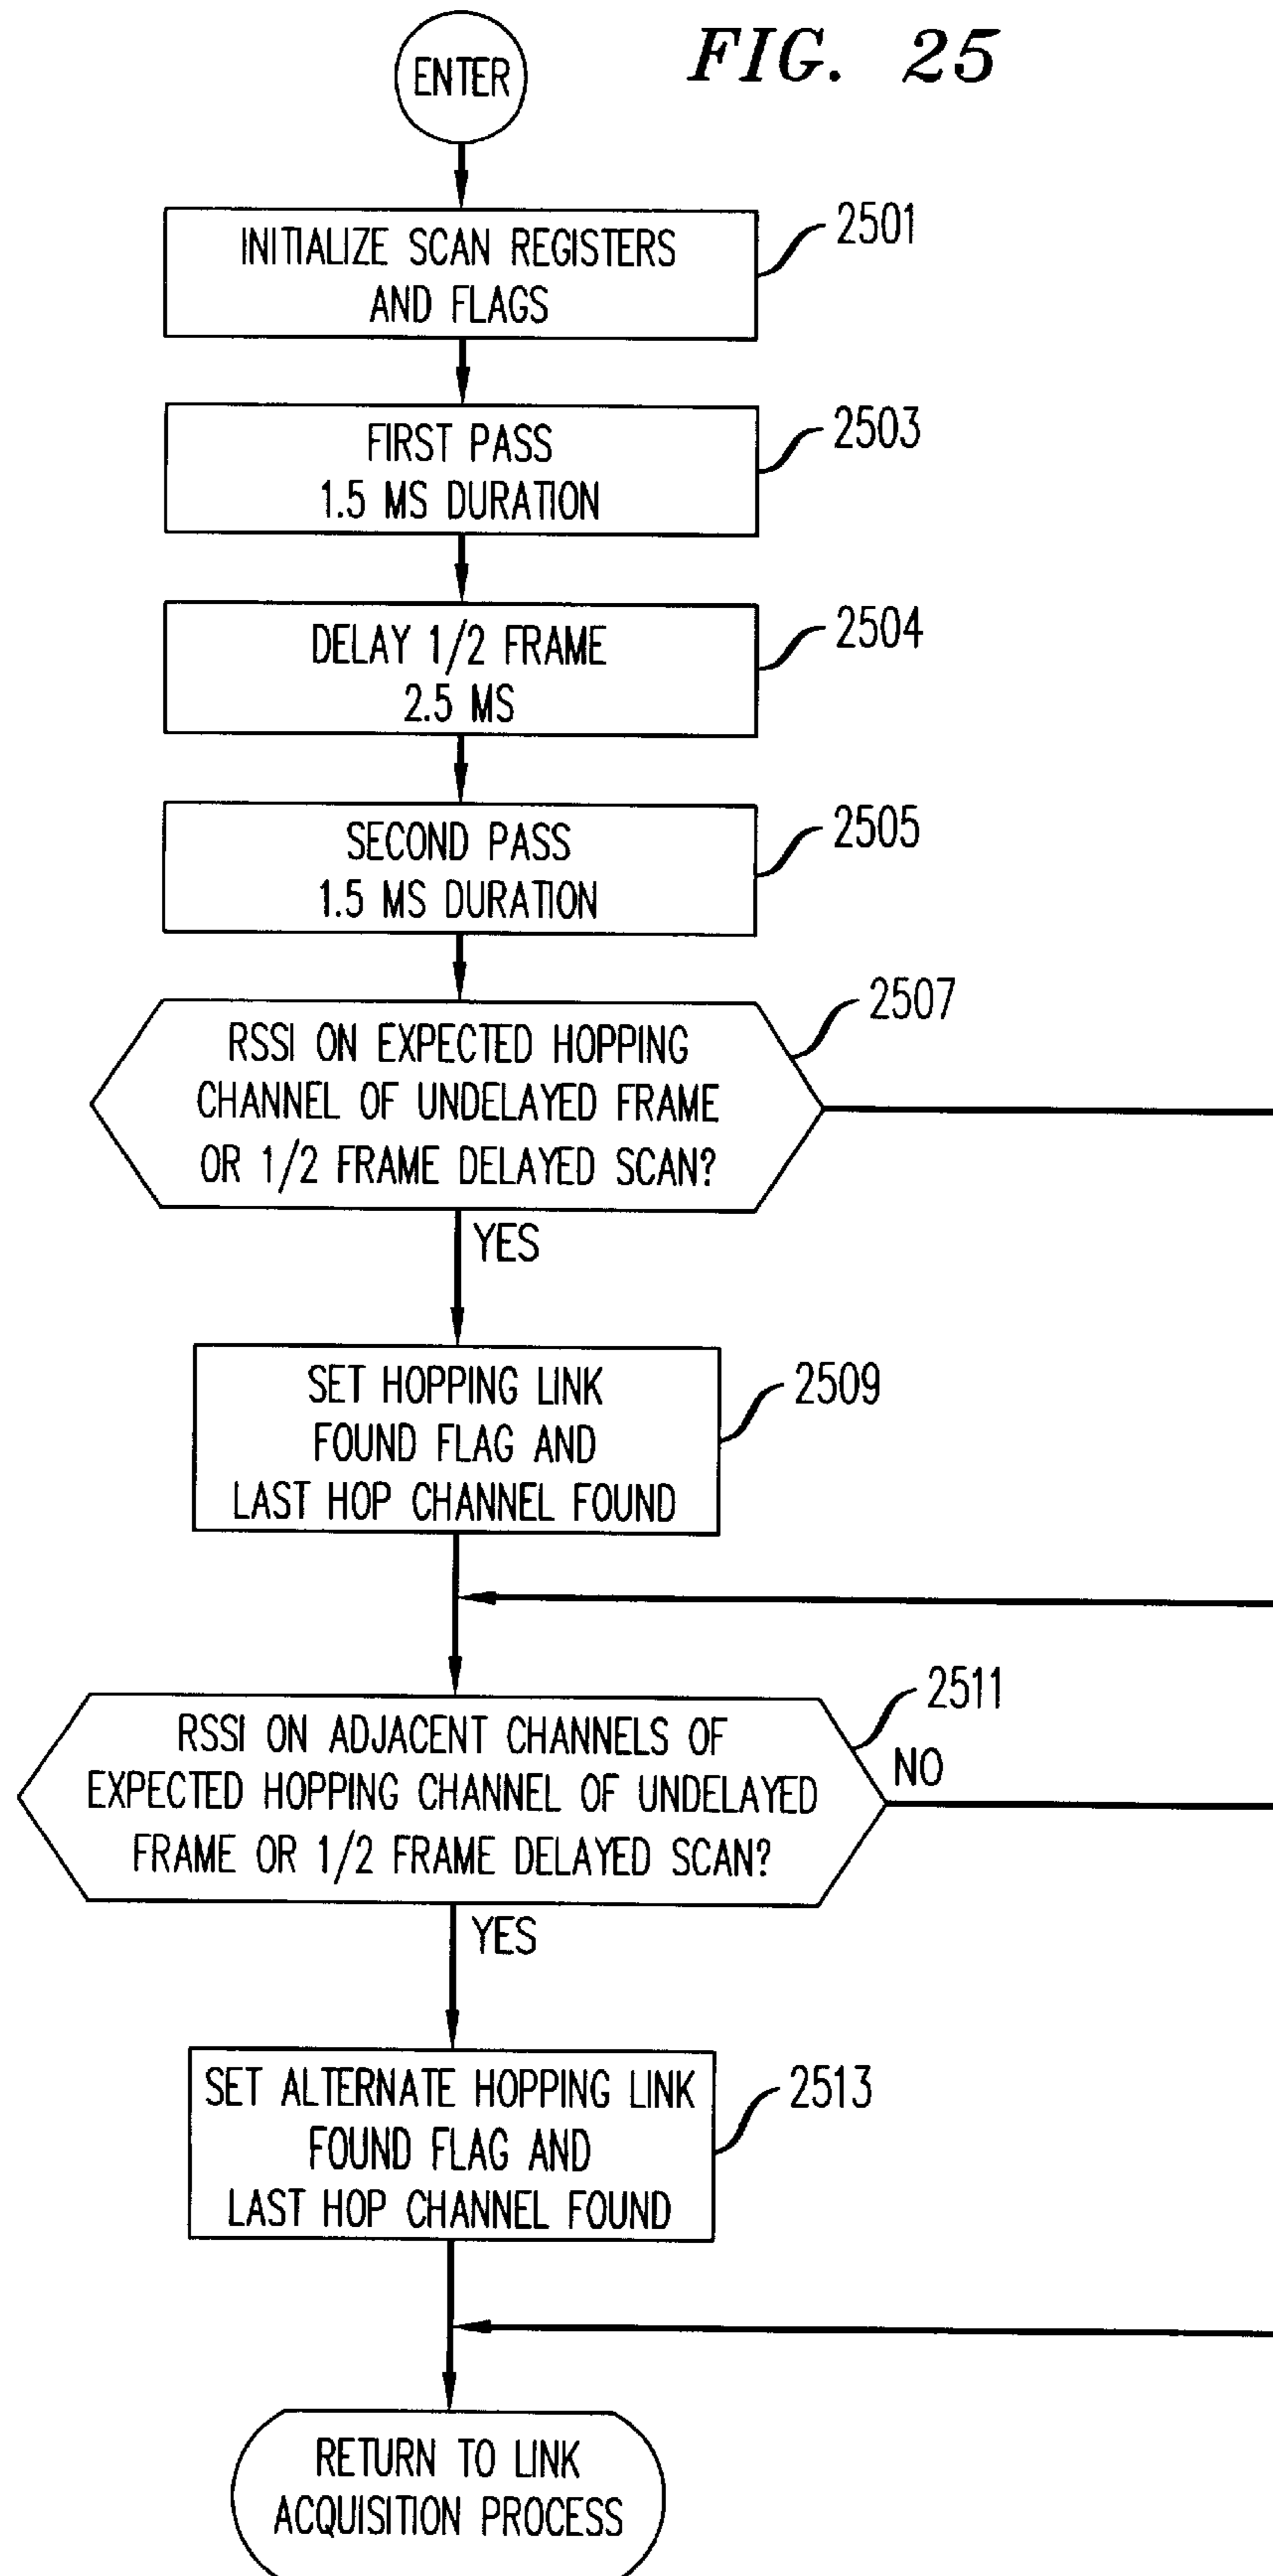 FIG. 25
ENTER
INITIALIZE SCAN REGISTERS
AND FLAGS
2501
FIRST PASS
1.5 MS DURATION
2503
DELAY 1/2 FRAME
2.5 MS
2504
SECOND PASS
1.5 MS DURATION
2505
RSSI ON EXPECTED HOPPING
CHANNEL OF UNDELAYED FRAME
OR 1/2 FRAME DELAYED SCAN?
2507
YES
SET HOPPING LINK
FOUND FLAG AND
LAST HOP CHANNEL FOUND
2509
RSSI ON ADJACENT CHANNELS OF
EXPECTED HOPPING CHANNEL OF UNDELAYED
FRAME OR 1/2 FRAME DELAYED SCAN?
2511
NO
YES
SET ALTERNATE HOPPING LINK
FOUND FLAG AND
LAST HOP CHANNEL FOUND
2513
RETURN TO LINK
ACQUISITION PROCESS